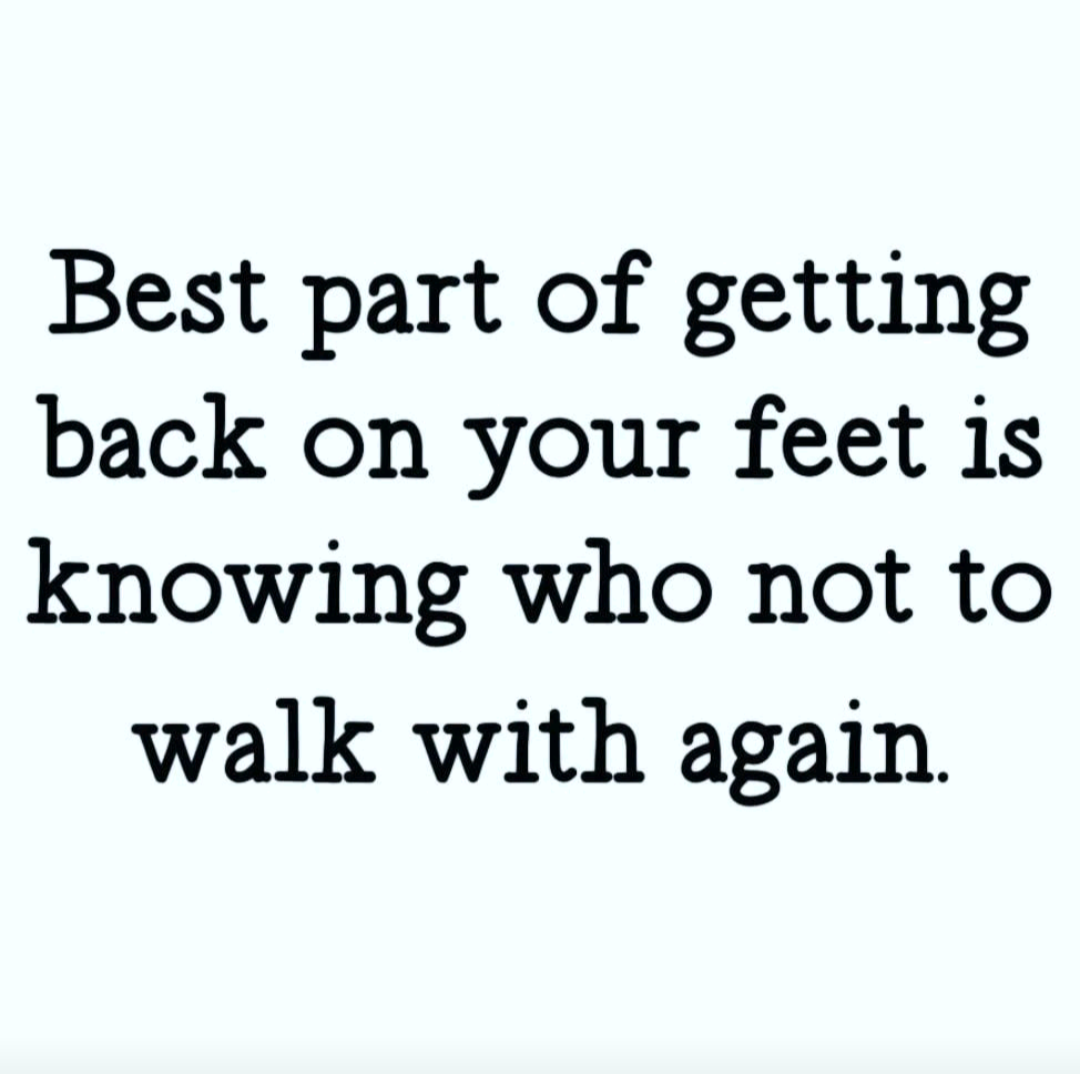 Best part of getting
back on your feet is
knowing who not to
walk with again.